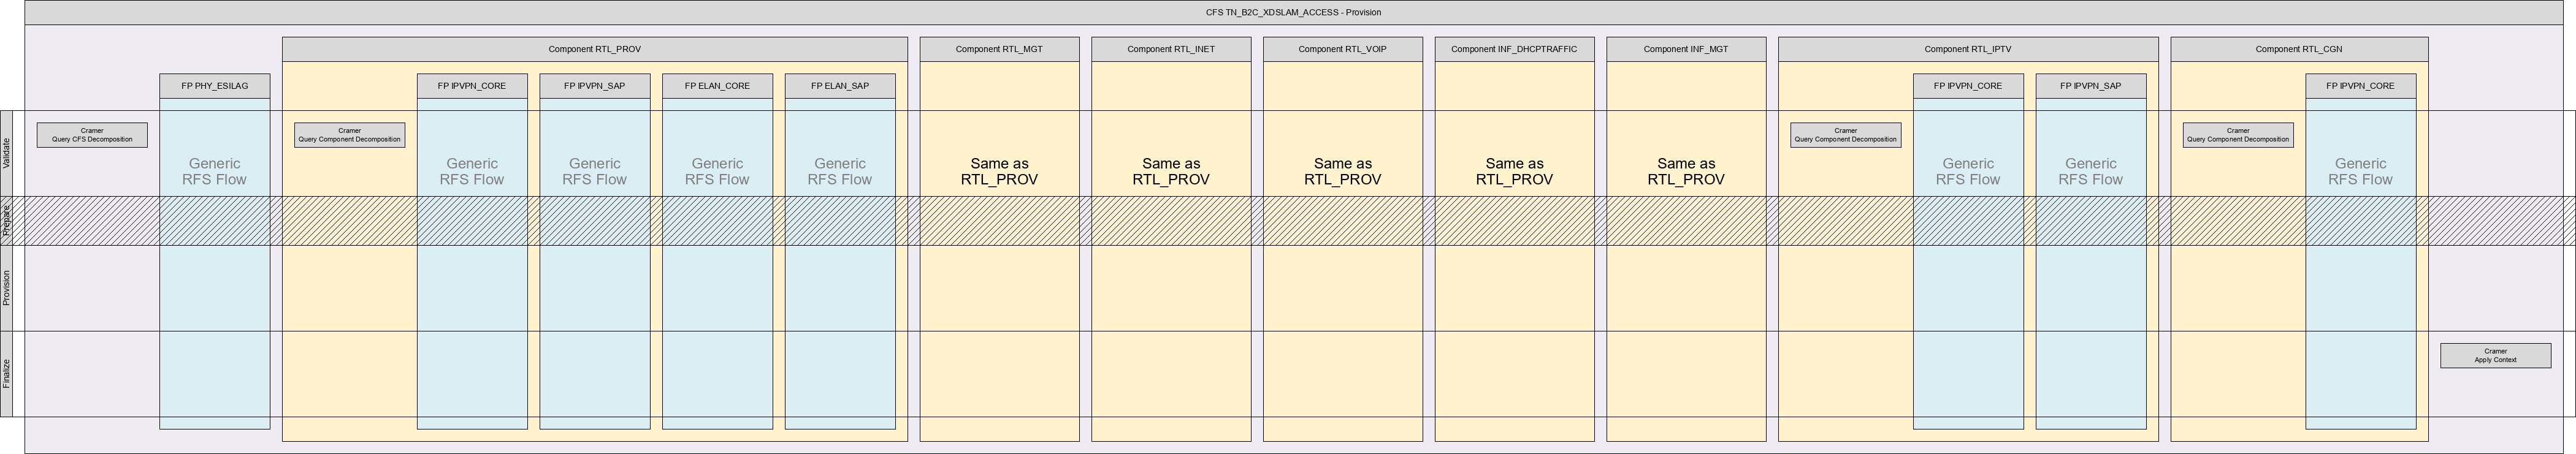 CFS TN_B2C_XDSLAM_ACCESS - Provision
Component RTL_PROV
Component RTL_MGT
Component RTL_INET
Component RTL_VOIP
Component INF_DHCPTRAFFIC
Component INF_MGT
Component RTL_IPTV
Component RTL_CGN
FP PHY_ESILAG
FP IPVPN_CORE
FP IPVPN_SAP
FP ELAN_CORE
FP ELAN_SAP
FP IPVPN_CORE
FP IPVPN_SAP
FP IPVPN_CORE
Validate
Cramer
Query CFS Decomposition
Generic
RFS Flow
Cramer
Query Component Decomposition
Generic
RFS Flow
Generic
RFS Flow
Generic
RFS Flow
Generic
RFS Flow
Same as
RTL_PROV
Same as
RTL_PROV
Same as
RTL_PROV
Same as
RTL_PROV
Same as
RTL_PROV
Cramer
Query Component Decomposition
Generic
RFS Flow
Generic
RFS Flow
Cramer
Query Component Decomposition
Generic
RFS Flow
Prepare
Provision
Finalize
Cramer
Apply Context